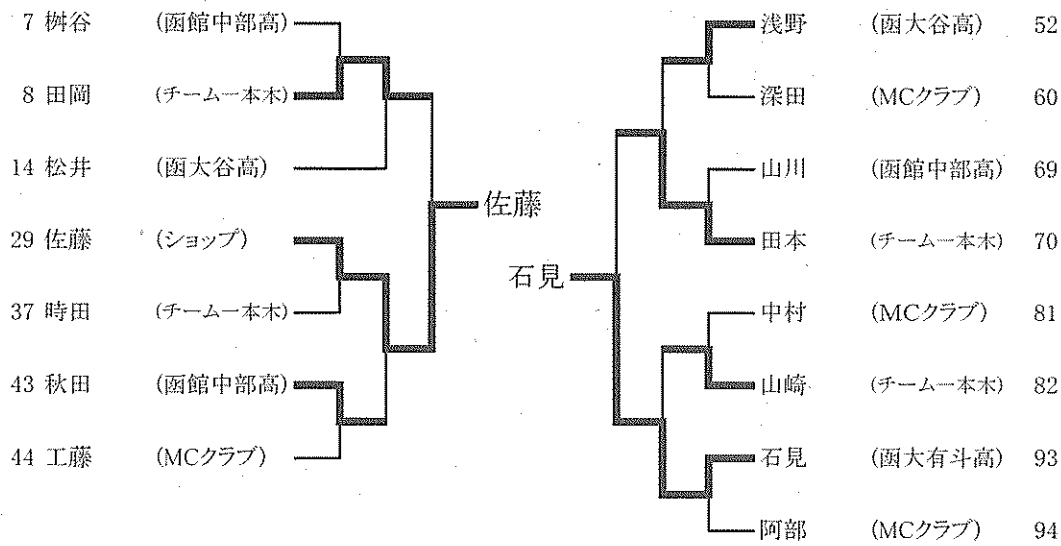 7 桝谷 (函館中部高)
8 田岡 (チーム一本木)
14 松井 (函大谷高)
29 佐藤 (ショップ)
37 時田 (チーム一本木)
43 秋田 (函館中部高)
44 工藤 (MCクラブ)
佐藤
石見
浅野 (函大谷高) 52
深田 (MCクラブ) 60
山川 (函館中部高) 69
田本 (チーム一本木) 70
中村 (MCクラブ) 81
山崎 (チーム一本木) 82
石見 (函大有斗高) 93
阿部 (MCクラブ) 94